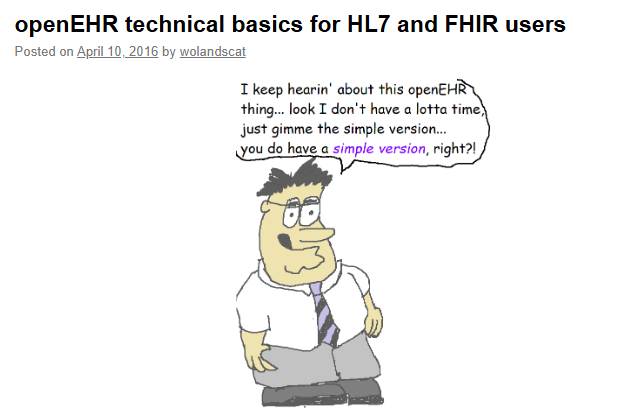 openEHR technical basics for HL7 and FHIR users
Posted on April 10, 2016 by wolandscat
I keep hearin' about this openEHR
thing... look I don't have a lotta time,
just gimme the simple version...
you do have a simple version, right?!